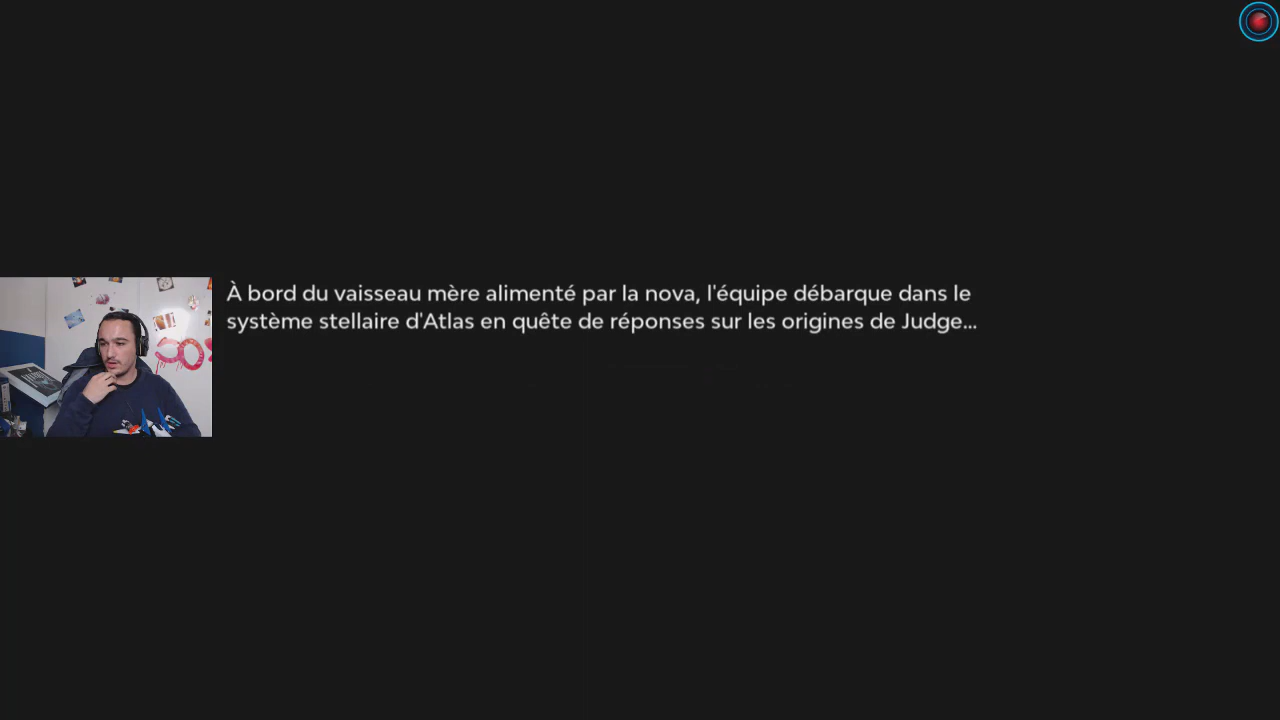 À bord du vaisseau mère alimenté par la nova, l'équipe débarque dans le
système stellaire d'Atlas en quête de réponses sur les origines de Judge...